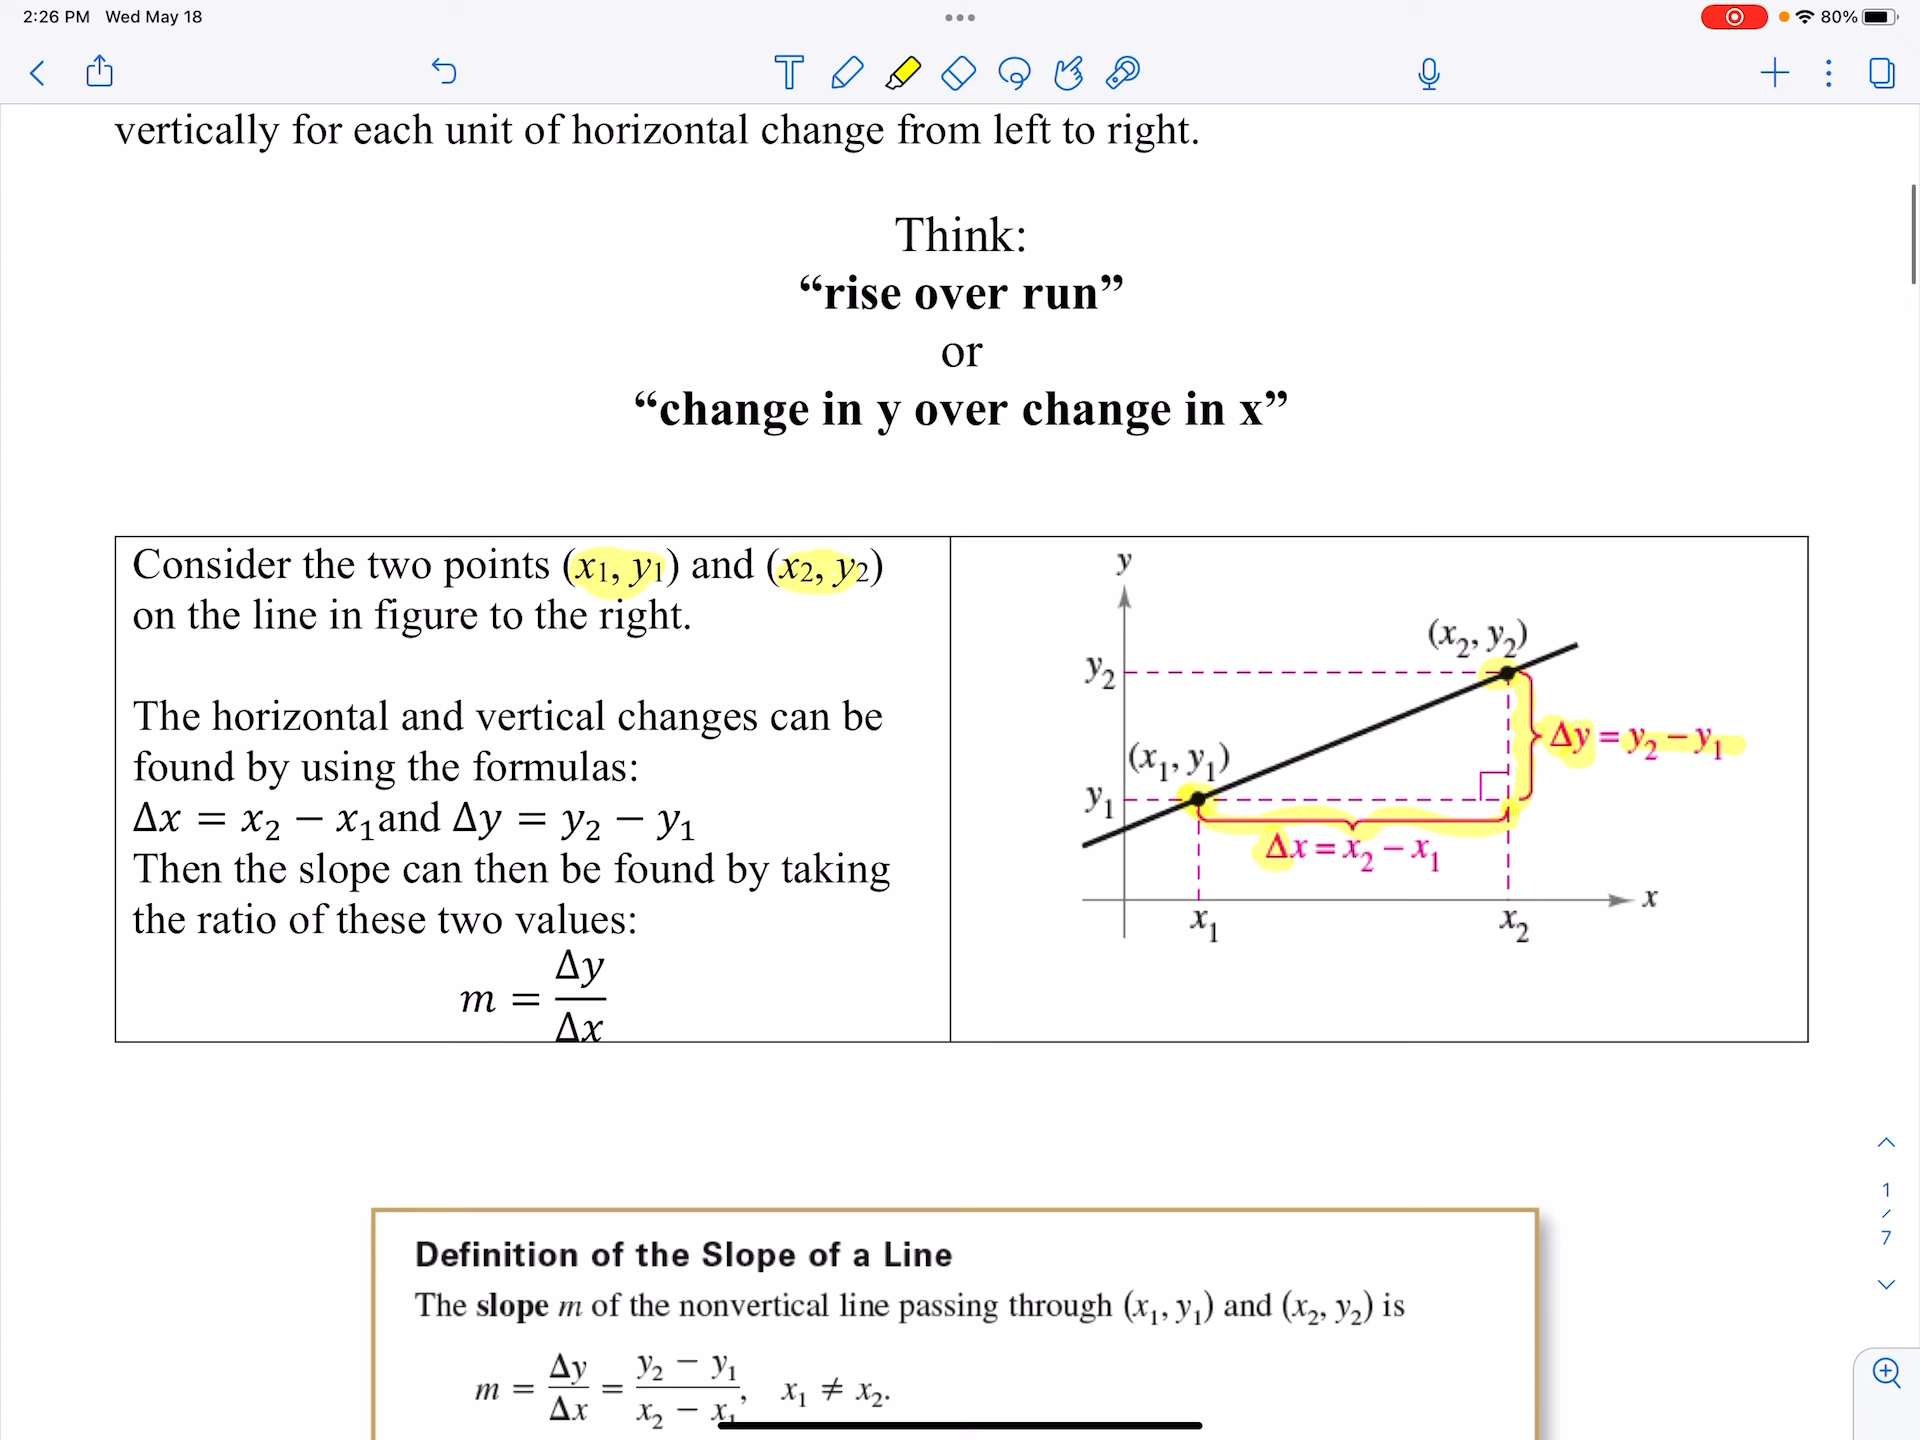 2:26 PM Wed May 18
80%
vertically for each unit of horizontal change from left to right.
Think:
“rise over run”
or
“change in y over change in x”
Consider the two points (x1, y1) and (x2, y2)
on the line in figure to the right.
The horizontal and vertical changes can be
found by using the formulas:
Δx = x₂ − x₁and Δy = y₂ − y₁
Then the slope can then be found by taking
the ratio of these two values:
m = Δy/Δx
y
(x₂, y₂)
y₂
Δy = y₂ − y₁
(x₁, y₁)
y₁
Δx = x₂ − x₁
x
x₁
x₂
1
/
7
Definition of the Slope of a Line
The slope m of the nonvertical line passing through (x₁, y₁) and (x₂, y₂) is
m = Δy/Δx = (y₂ − y₁)/(x₂ − x₁), x₁ ≠ x₂.